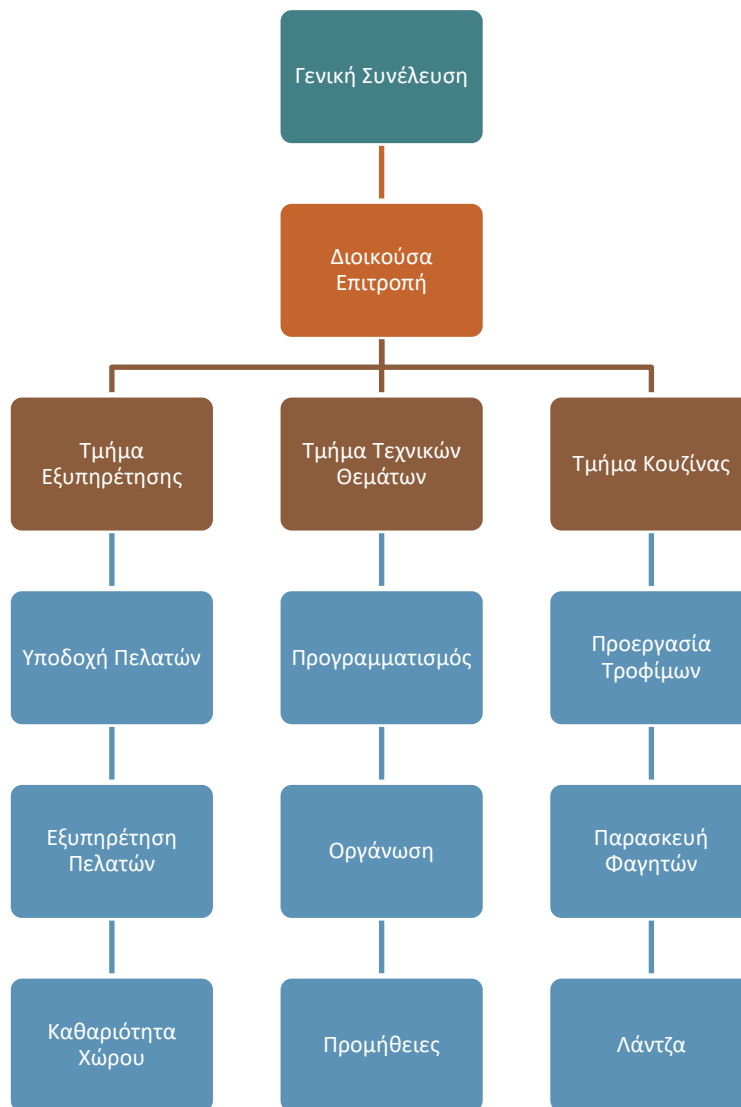 Γενική Συνέλευση
Διοικούσα
Επιτροπή
Τμήμα
Εξυπηρέτησης
Τμήμα Τεχνικών
Θεμάτων
Τμήμα Κουζίνας
Υποδοχή Πελατών
Προγραμματισμός
Προεργασία
Τροφίμων
Εξυπηρέτηση
Πελατών
Οργάνωση
Παρασκευή
Φαγητών
Καθαριότητα
Χώρου
Προμήθειες
Λάντζα